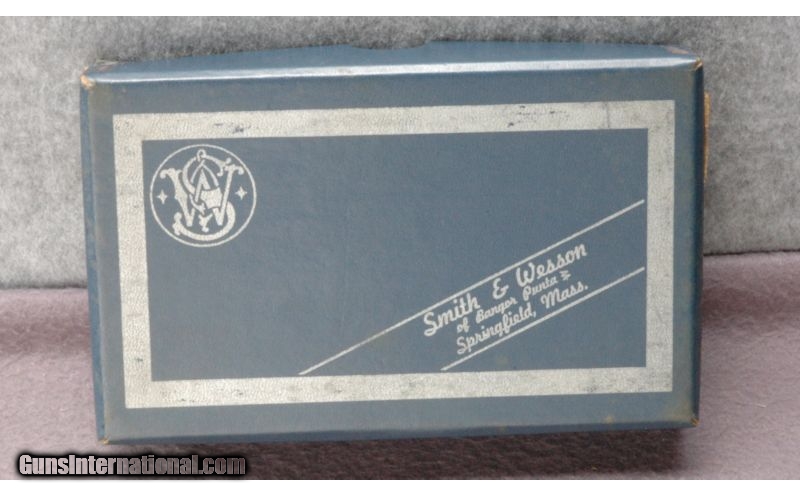 S&W
Smith & Wesson
of Bangor Punta
Springfield, Mass.
GunsInternational.com